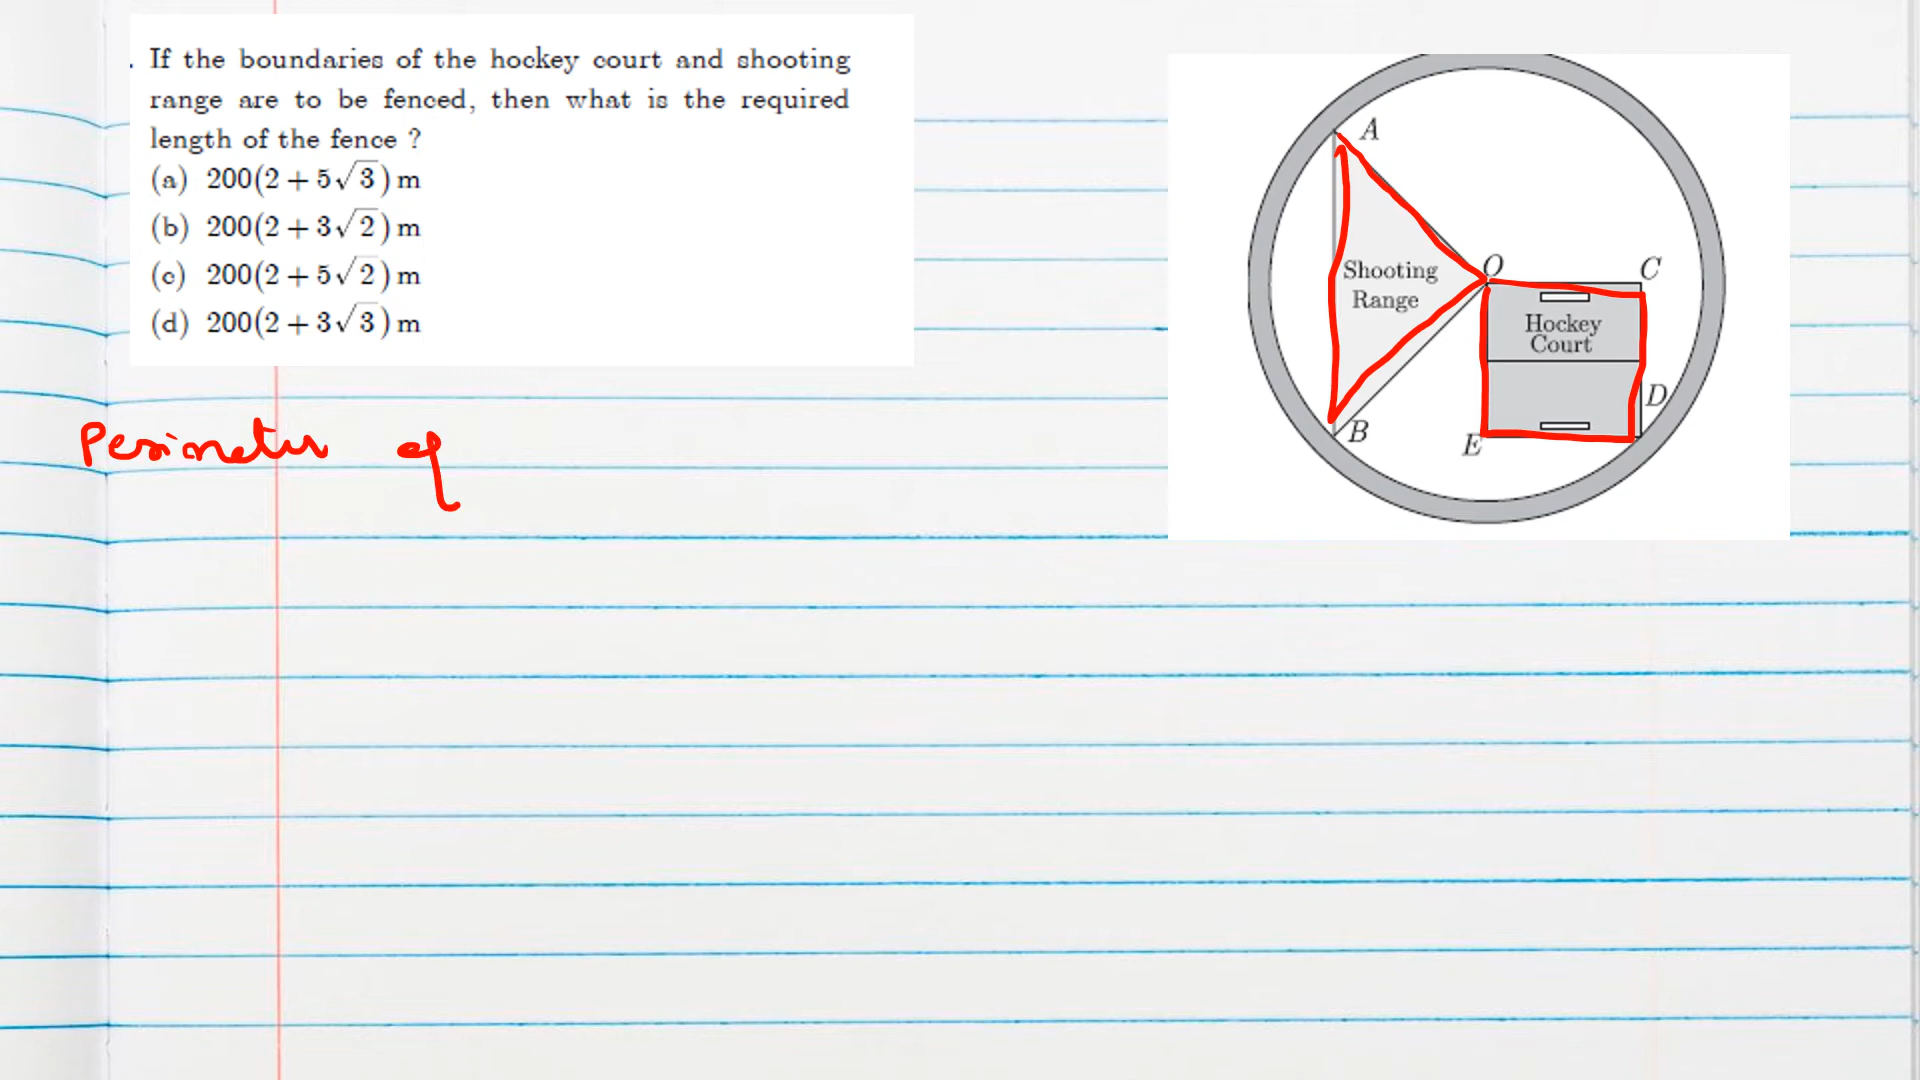 . If the boundaries of the hockey court and shooting
range are to be fenced, then what is the required
length of the fence ?
(a) 200(2 + 5√3) m
(b) 200(2 + 3√2) m
(c) 200(2 + 5√2) m
(d) 200(2 + 3√3) m
A
O
C
Shooting
Range
Hockey
Court
D
B
E
Perimeter of